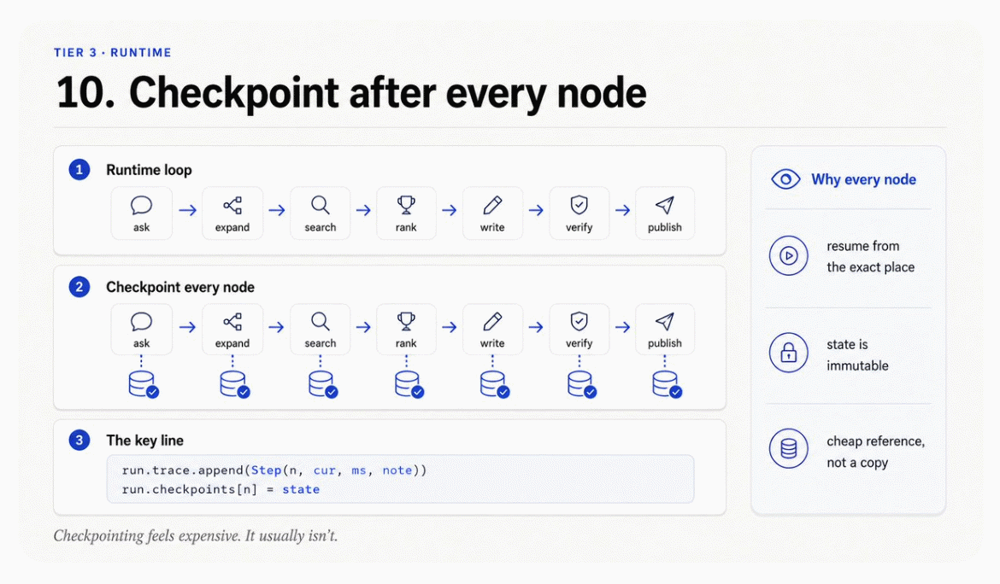 TIER 3 · RUNTIME
10. Checkpoint after every node
1 Runtime loop
ask expand search rank write verify publish
2 Checkpoint every node
ask expand search rank write verify publish
3 The key line
run.trace.append(Step(n, cur, ms, note))
run.checkpoints[n] = state
Checkpointing feels expensive. It usually isn't.
Why every node
resume from
the exact place
state is
immutable
cheap reference,
not a copy